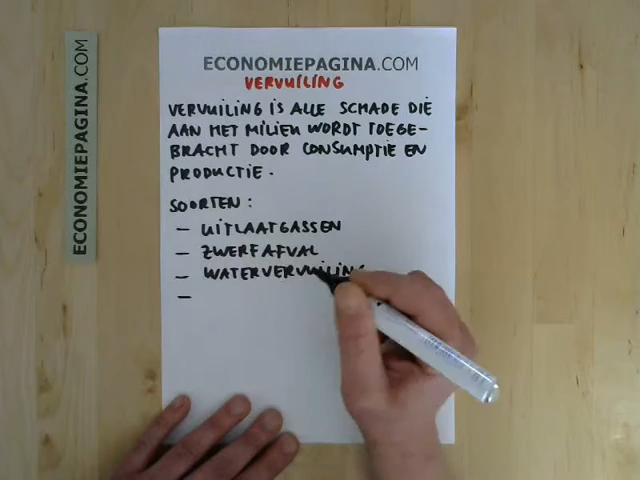 ECONOMIEPAGINA.COM
ECONOMIEPAGINA.COM
VERVUILING
VERVUILING IS ALLE SCHADE DIE
AAN HET MILIEU WORDT TOEGE-
BRACHT DOOR CONSUMPTIE EN
PRODUCTIE.
SOORTEN:
- UITLAATGASSEN
- ZWERFAFVAL
- WATERVERVUILING
-